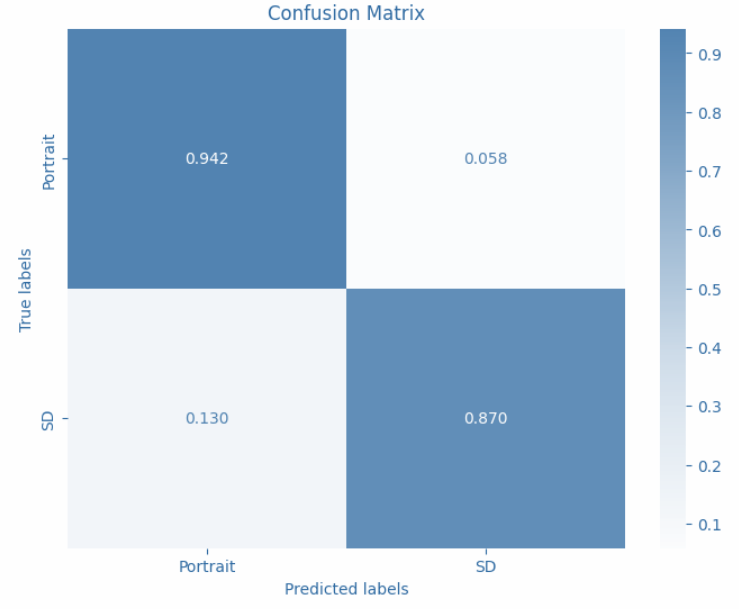 Confusion Matrix
Portrait
SD
True labels
0.942
0.058
0.130
0.870
Portrait
SD
Predicted labels
0.9
0.8
0.7
0.6
0.5
0.4
0.3
0.2
0.1